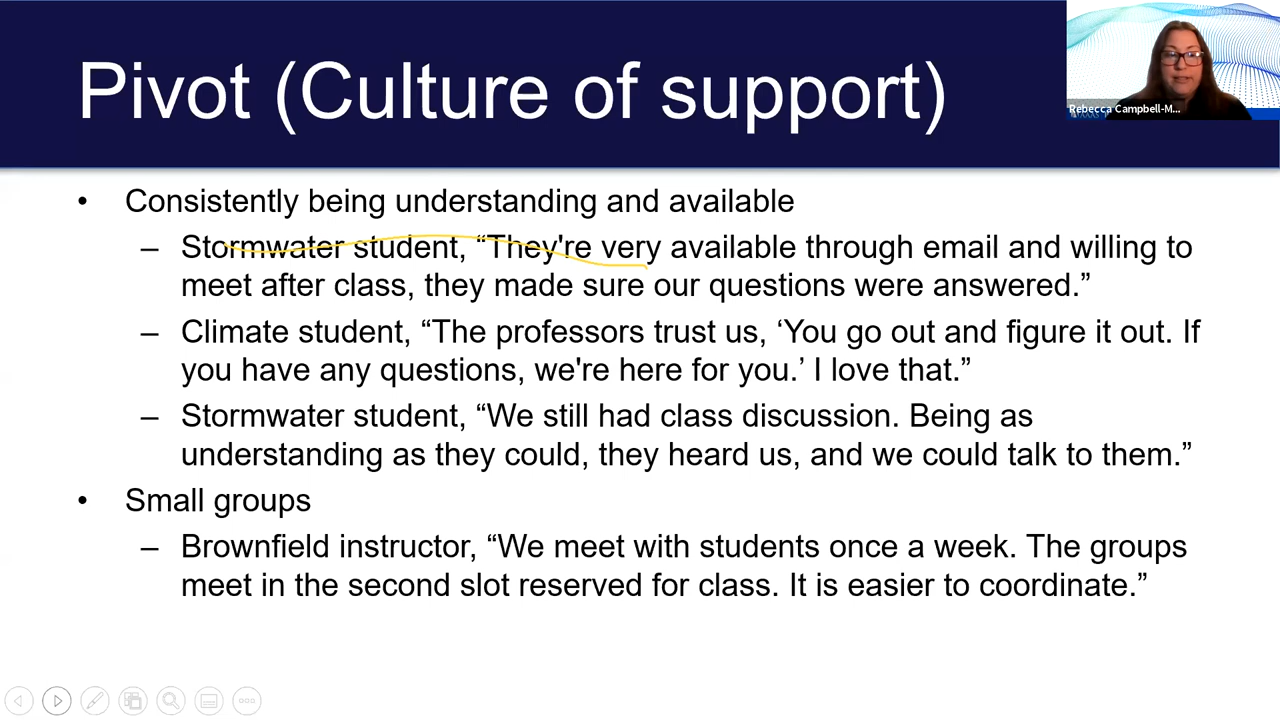 Pivot (Culture of support)
Rebecca Campbell-M...
• Consistently being understanding and available
– Stormwater student, “They're very available through email and willing to
meet after class, they made sure our questions were answered.”
– Climate student, “The professors trust us, ‘You go out and figure it out. If
you have any questions, we're here for you.’ I love that.”
– Stormwater student, “We still had class discussion. Being as
understanding as they could, they heard us, and we could talk to them.”
• Small groups
– Brownfield instructor, “We meet with students once a week. The groups
meet in the second slot reserved for class. It is easier to coordinate.”